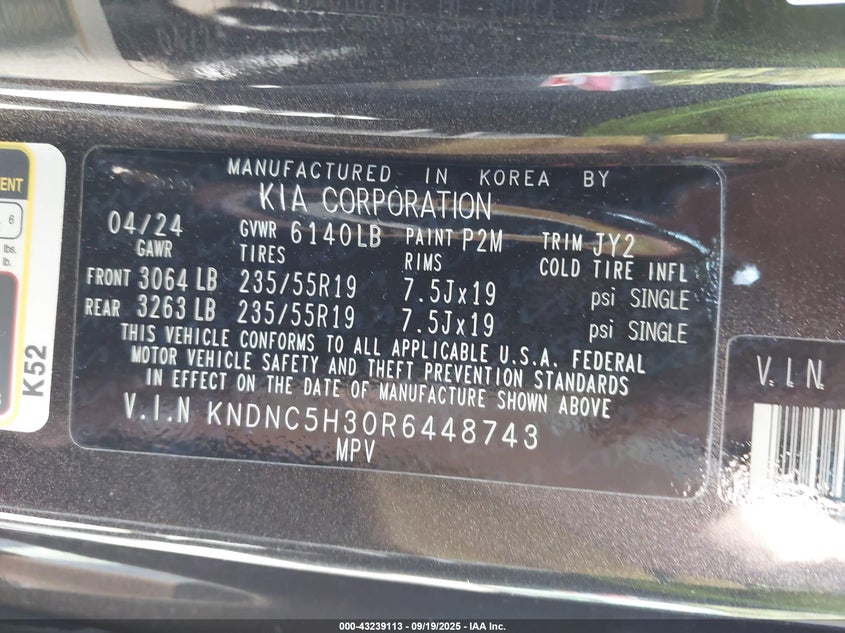 MANUFACTURED IN KOREA BY
KIA CORPORATION
04/24 GVWR 6140LB PAINT P2M TRIM JY2
GAWR TIRES RIMS COLD TIRE INFL
FRONT 3064 LB 235/55R19 7.5Jx19 psi SINGLE
REAR 3263 LB 235/55R19 7.5Jx19 psi SINGLE
THIS VEHICLE CONFORMS TO ALL APPLICABLE U.S.A. FEDERAL
MOTOR VEHICLE SAFETY AND THEFT PREVENTION STANDARDS
IN EFFECT ON THE DATE OF MANUFACTURE SHOWN ABOVE
V.I.N KNDNC5H30R6448743
MPV
6
lbs.
lb.
K52
V.I.N
000-43239113 - 09/19/2025 - IAA Inc.